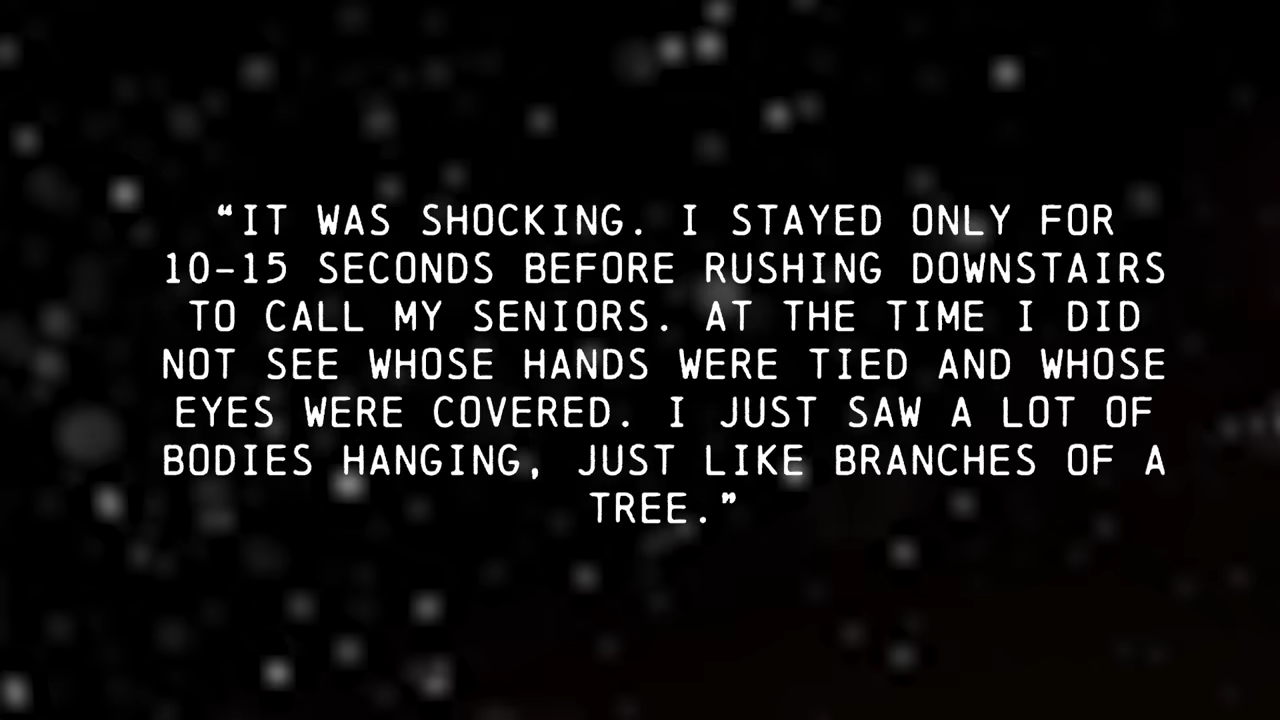 “IT WAS SHOCKING. I STAYED ONLY FOR
10-15 SECONDS BEFORE RUSHING DOWNSTAIRS
TO CALL MY SENIORS. AT THE TIME I DID
NOT SEE WHOSE HANDS WERE TIED AND WHOSE
EYES WERE COVERED. I JUST SAW A LOT OF
BODIES HANGING, JUST LIKE BRANCHES OF A
TREE.”